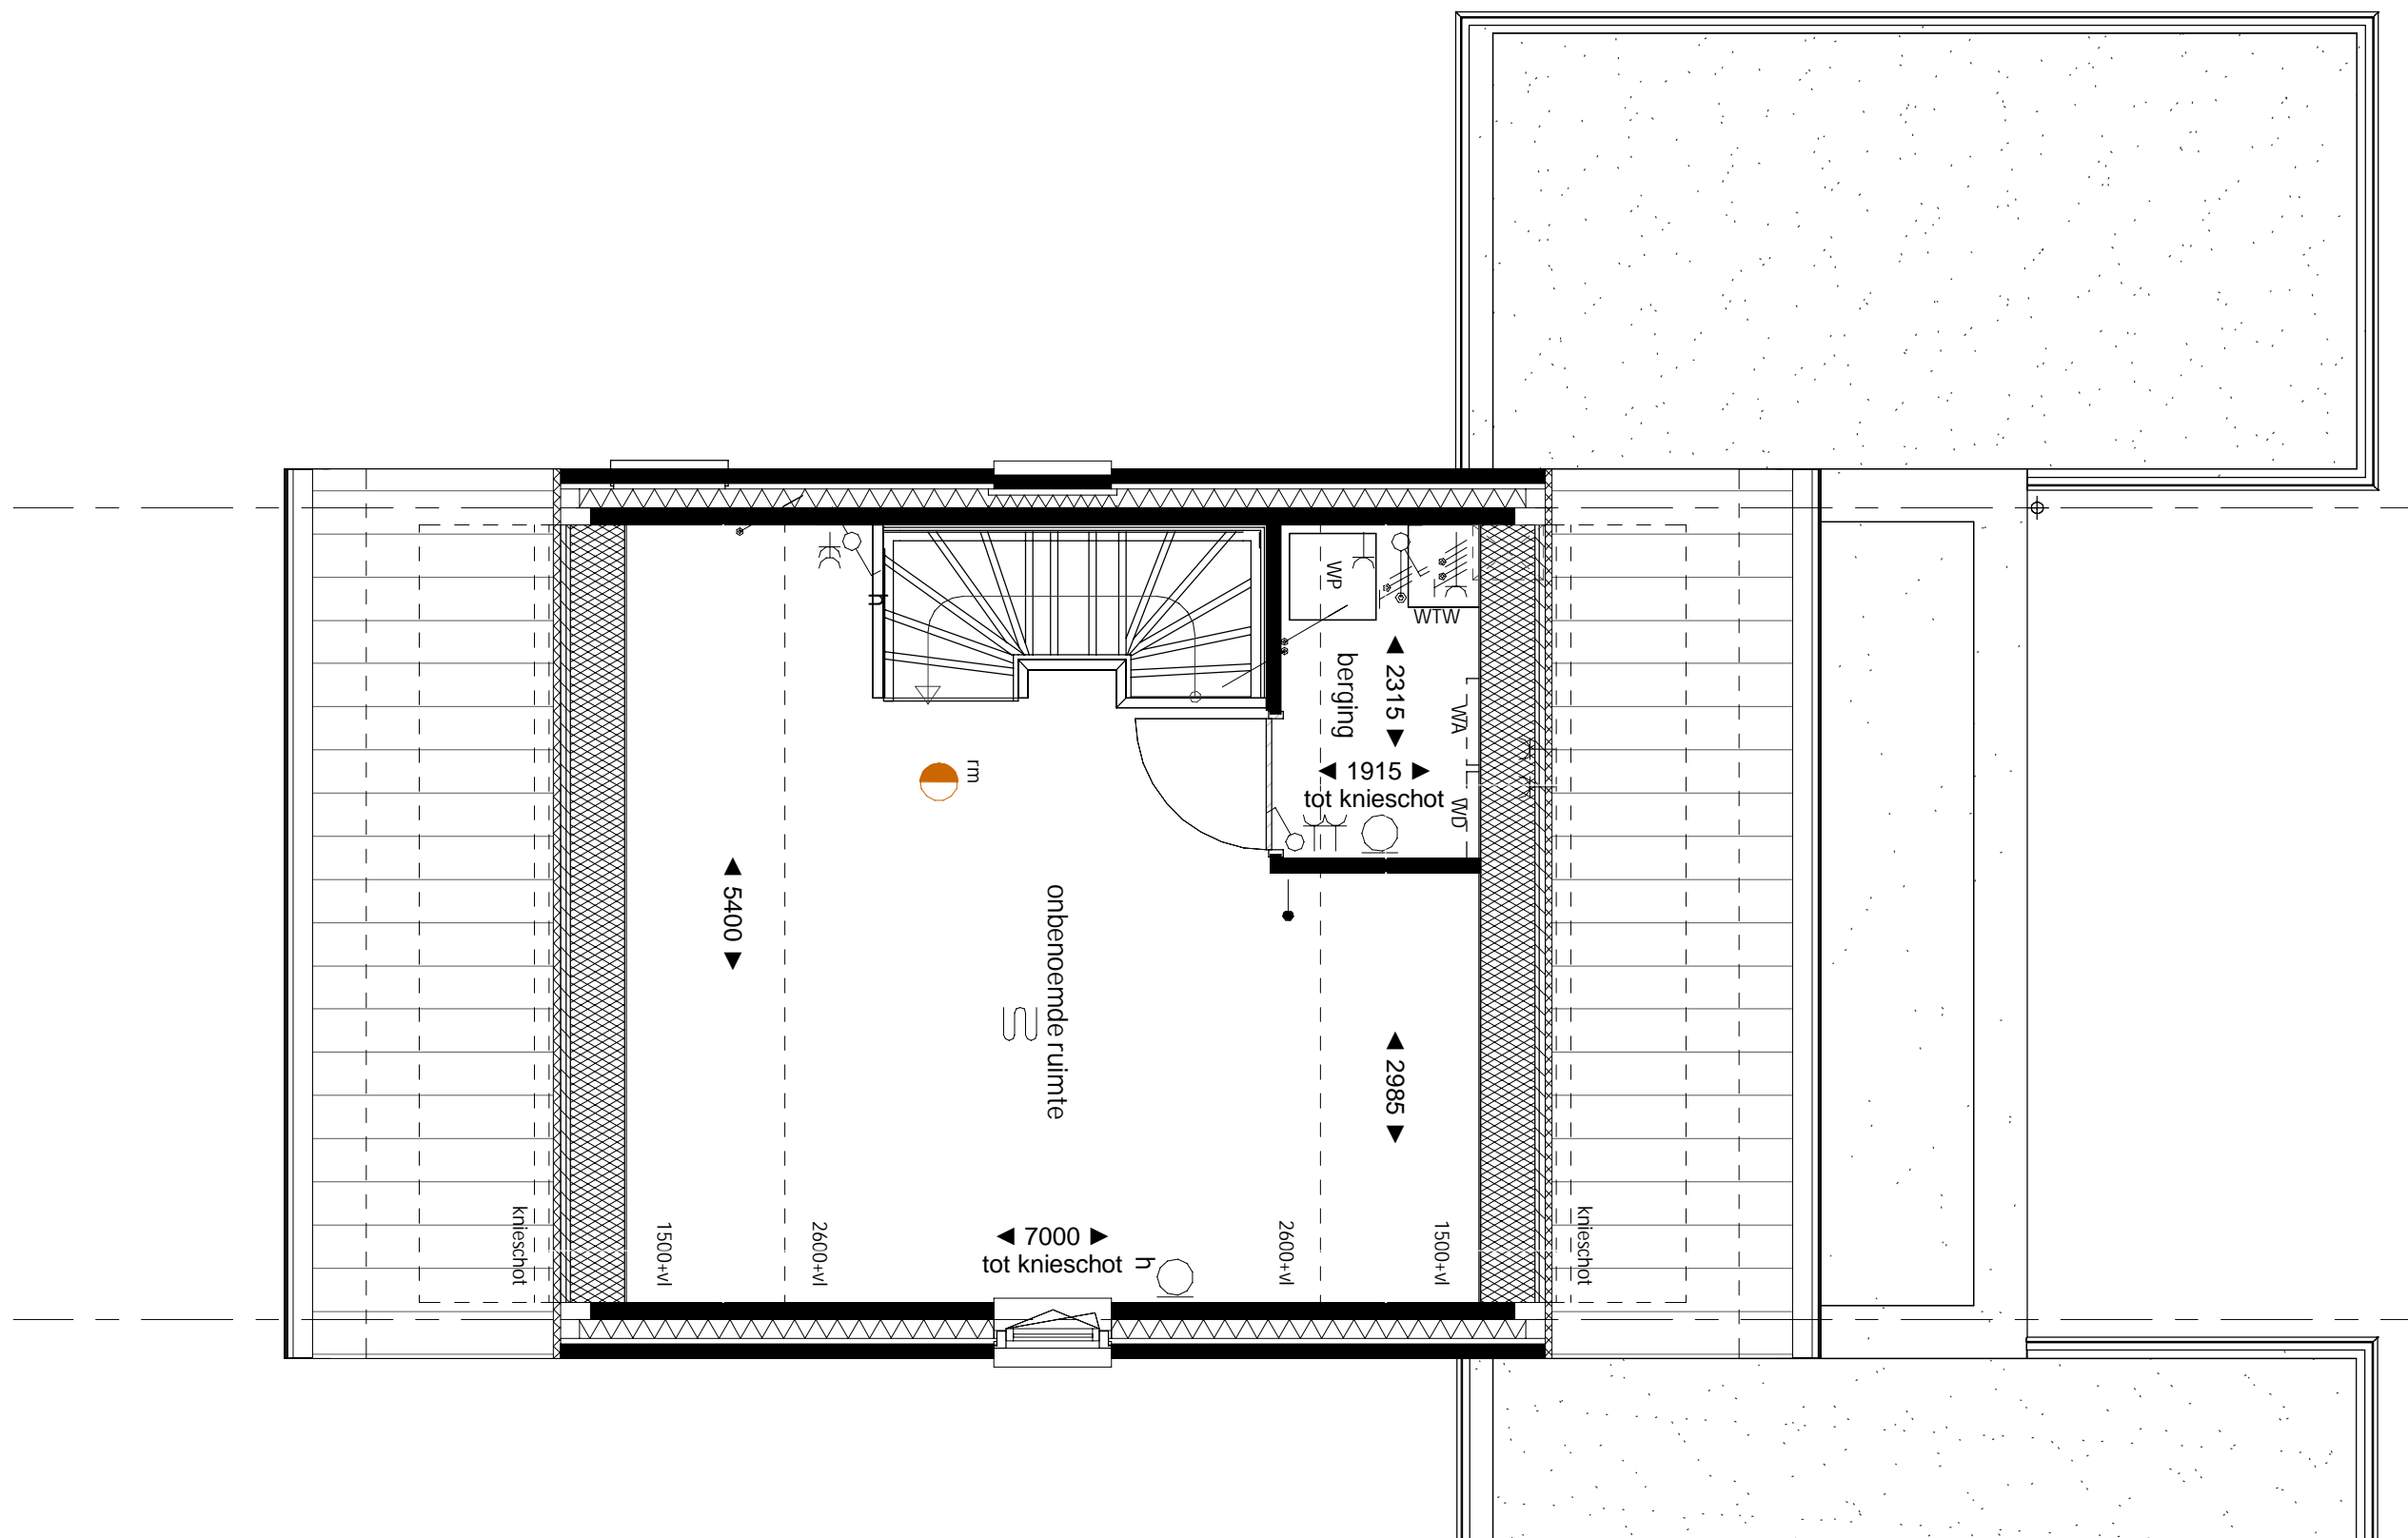 h
WP
WTW
berging
◄ 2315 ►
WA
◄ 1915 ►
tot knieschot
WD
rm
◄ 5400 ►
onbenoemde ruimte
◄ 2985 ►
knieschot
1500+vl
2600+vl
◄ 7000 ►
tot knieschot
h
2600+vl
1500+vl
knieschot